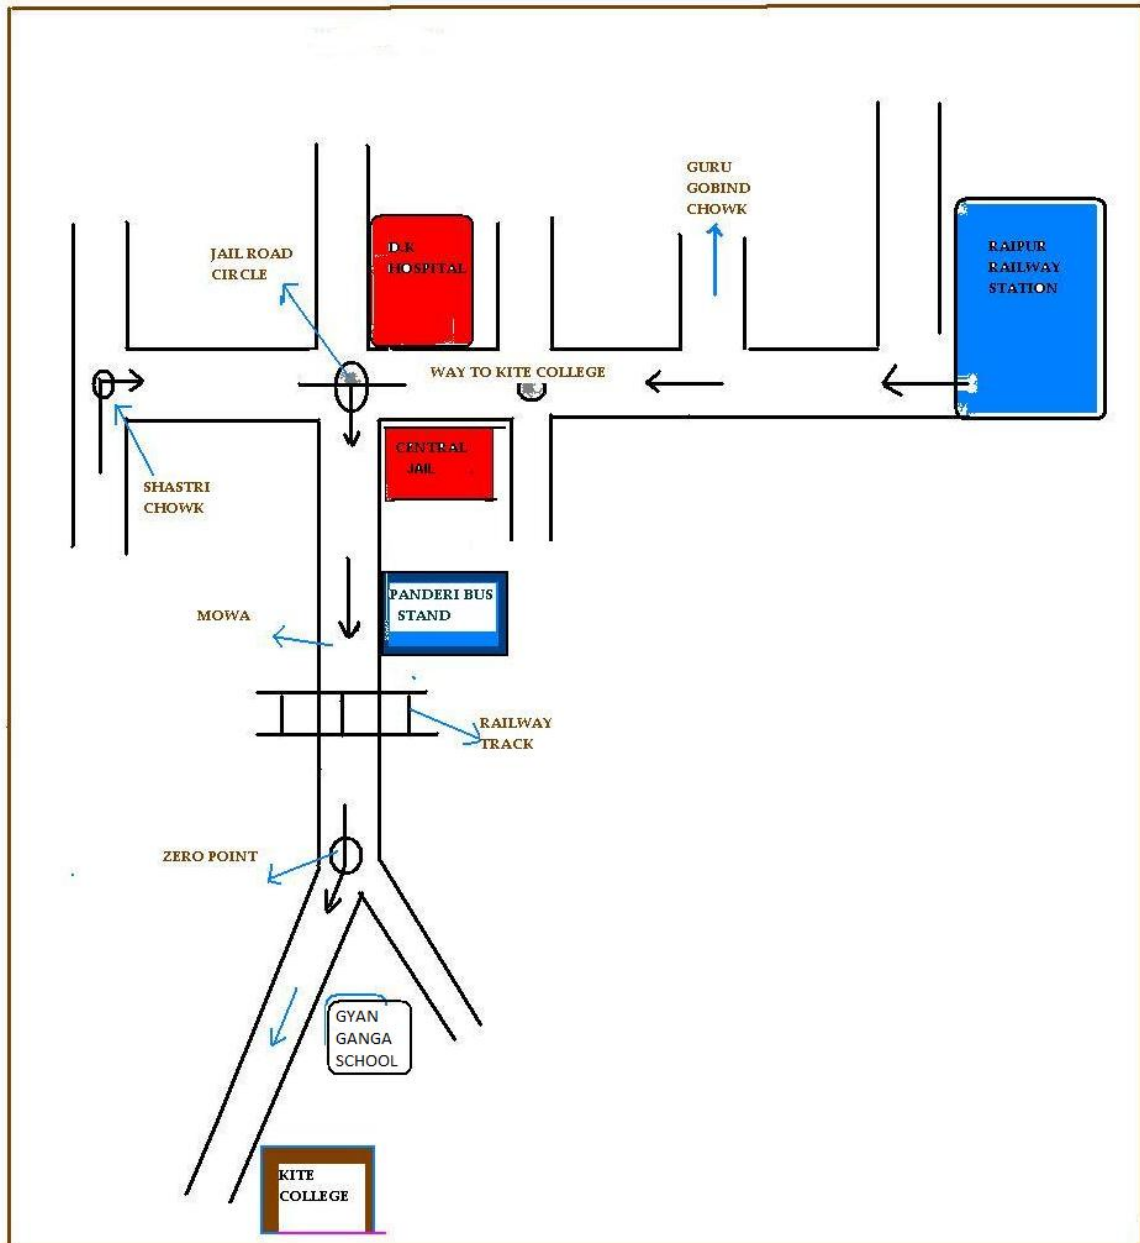 GURU
GOBIND
CHOWK
RAIPUR
RAILWAY
STATION
D.K
HOSPITAL
JAIL ROAD
CIRCLE
WAY TO KITE COLLEGE
CENTRAL
JAIL
SHASTRI
CHOWK
PANDERI BUS
STAND
MOWA
RAILWAY
TRACK
ZERO POINT
GYAN
GANGA
SCHOOL
KITE
COLLEGE